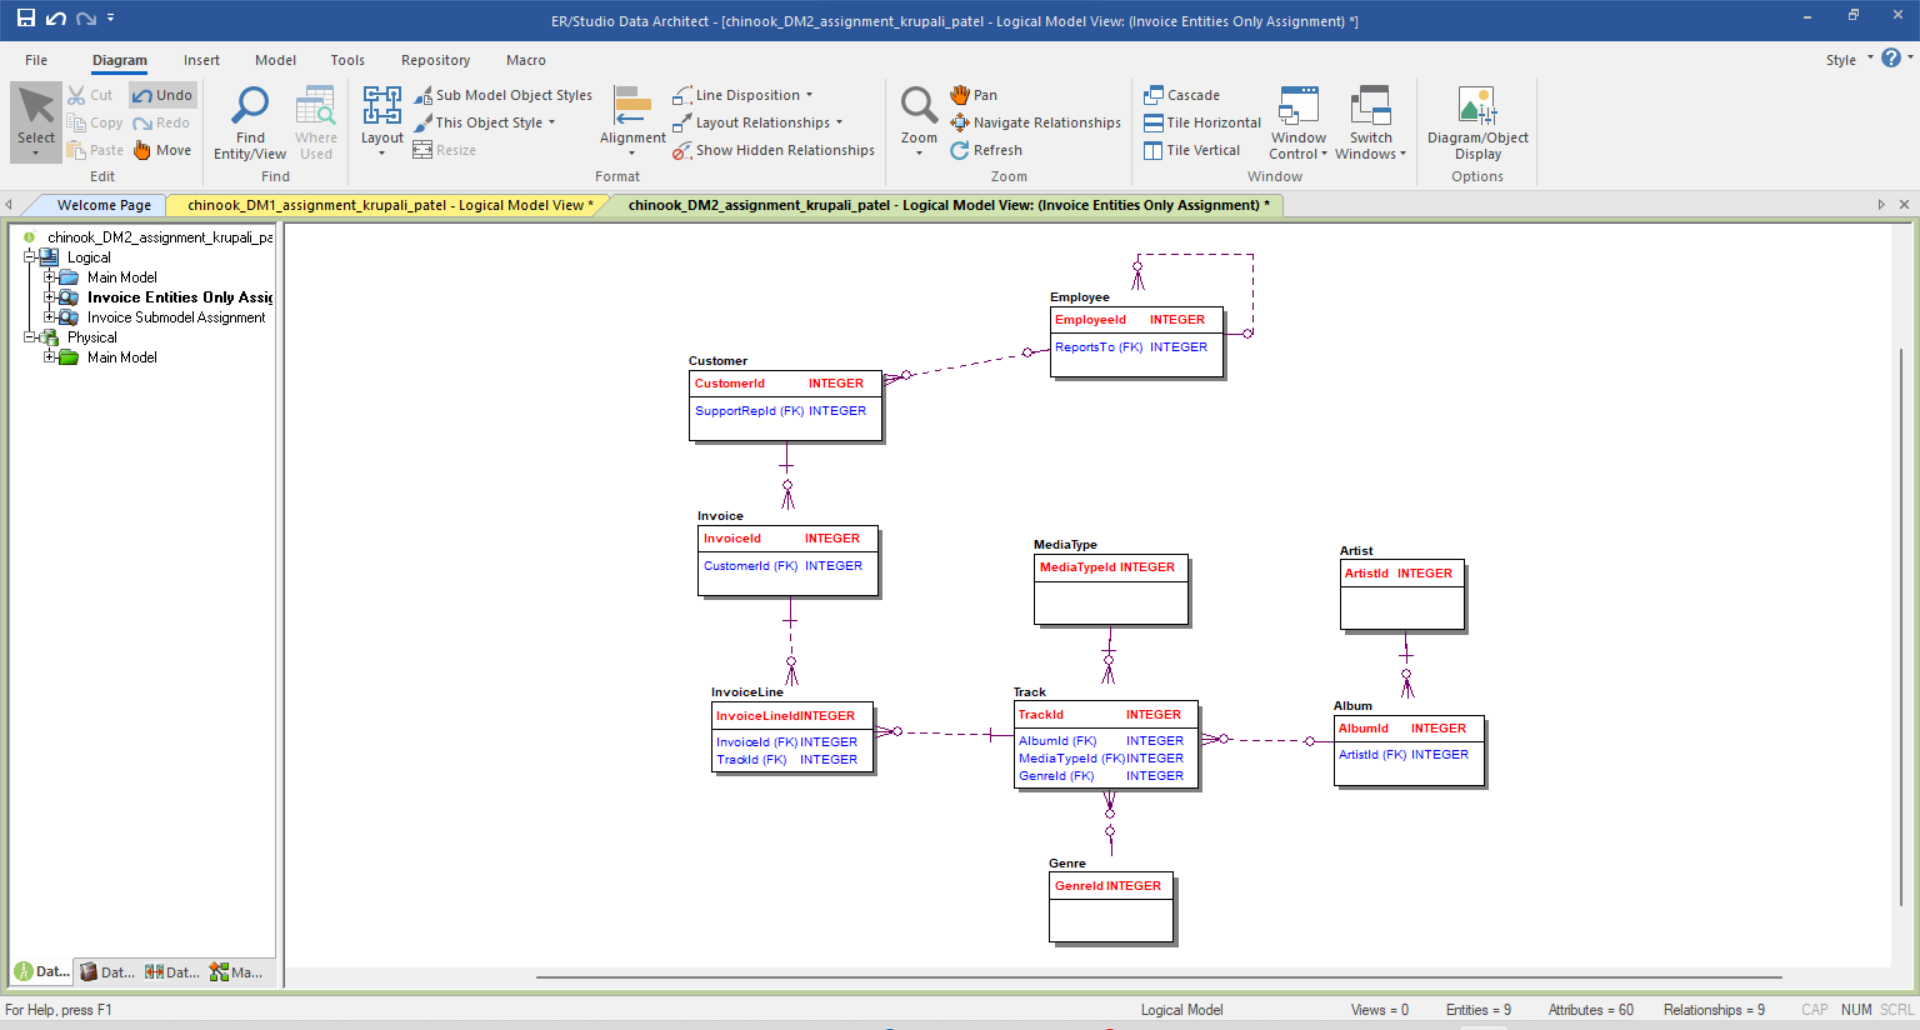 ER/Studio Data Architect - [chinook_DM2_assignment_krupali_patel - Logical Model View: (Invoice Entities Only Assignment) *]
File Diagram Insert Model Tools Repository Macro Style
Select
Cut
Copy
Paste
Undo
Redo
Move
Edit
Find Entity/View
Where Used
Find
Layout
Sub Model Object Styles
This Object Style
Resize
Alignment
Line Disposition
Layout Relationships
Show Hidden Relationships
Format
Zoom
Pan
Navigate Relationships
Refresh
Zoom
Cascade
Tile Horizontal
Tile Vertical
Window Control
Switch Windows
Window
Diagram/Object Display
Options
Welcome Page
chinook_DM1_assignment_krupali_patel - Logical Model View *
chinook_DM2_assignment_krupali_patel - Logical Model View: (Invoice Entities Only Assignment) *
chinook_DM2_assignment_krupali_pa
Logical
Main Model
Invoice Entities Only Assig
Invoice Submodel Assignment
Physical
Main Model
Employee
EmployeeId INTEGER
ReportsTo (FK) INTEGER
Customer
CustomerId INTEGER
SupportRepId (FK) INTEGER
Invoice
InvoiceId INTEGER
CustomerId (FK) INTEGER
MediaType
MediaTypeId INTEGER
Artist
ArtistId INTEGER
InvoiceLine
InvoiceLineId INTEGER
InvoiceId (FK) INTEGER
TrackId (FK) INTEGER
Track
TrackId INTEGER
AlbumId (FK) INTEGER
MediaTypeId (FK) INTEGER
GenreId (FK) INTEGER
Album
AlbumId INTEGER
ArtistId (FK) INTEGER
Genre
GenreId INTEGER
Dat... Dat... Dat... Ma...
For Help, press F1 Logical Model Views = 0 Entities = 9 Attributes = 60 Relationships = 9 CAP NUM SCRL